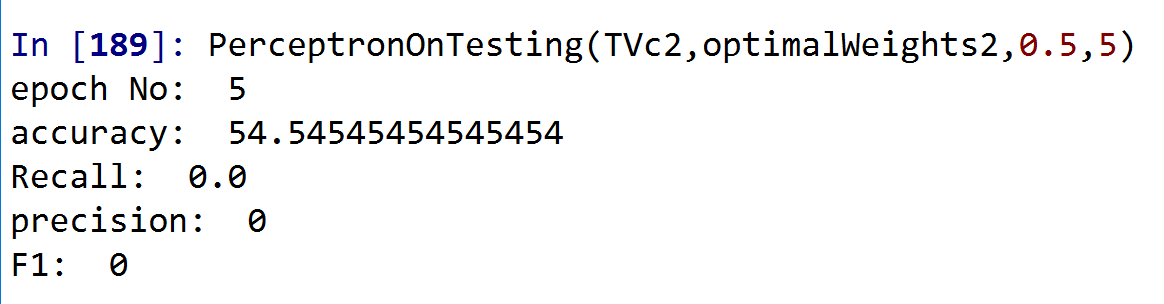 In [189]: PerceptronOnTesting(TVc2,optimalWeights2,0.5,5)
epoch No:  5
accuracy:  54.54545454545454
Recall:  0.0
precision:  0
F1:  0